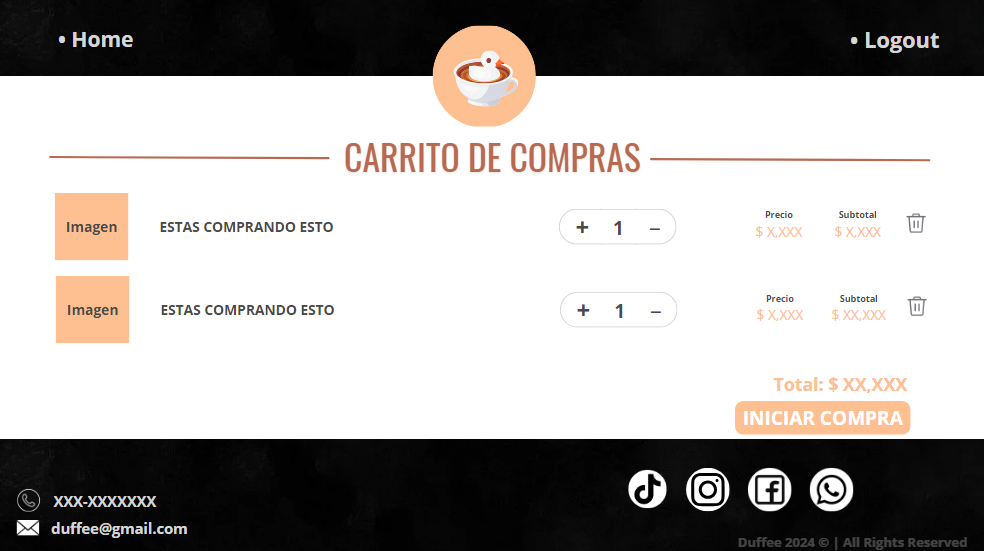 • Home
• Logout
CARRITO DE COMPRAS
Imagen
ESTAS COMPRANDO ESTO
+ 1 –
Precio
$ X,XXX
Subtotal
$ X,XXX
Imagen
ESTAS COMPRANDO ESTO
+ 1 –
Precio
$ X,XXX
Subtotal
$ XX,XXX
Total: $ XX,XXX
INICIAR COMPRA
XXX-XXXXXXX
duffee@gmail.com
Duffee 2024 © | All Rights Reserved